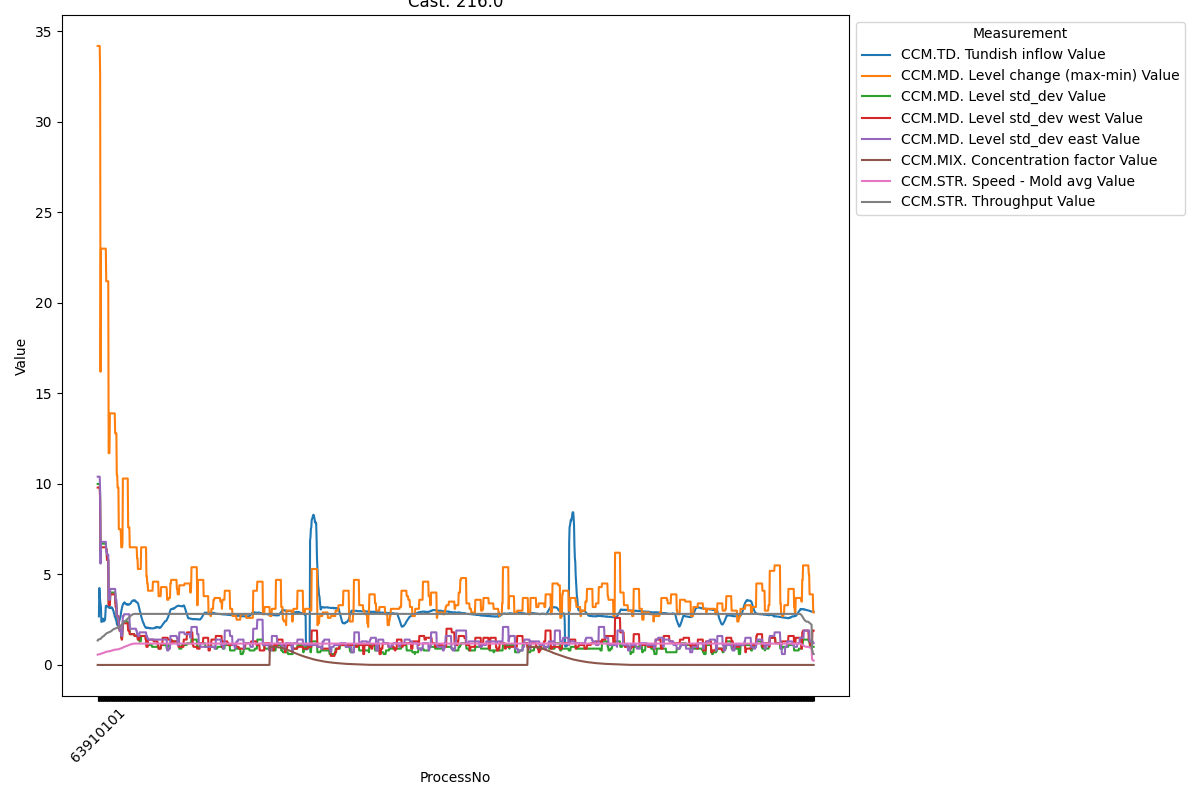 Cast: 216.0
Measurement
CCM.TD. Tundish inflow Value
CCM.MD. Level change (max-min) Value
CCM.MD. Level std_dev Value
CCM.MD. Level std_dev west Value
CCM.MD. Level std_dev east Value
CCM.MIX. Concentration factor Value
CCM.STR. Speed - Mold avg Value
CCM.STR. Throughput Value
35
30
25
20
15
10
5
0
Value
63910101
ProcessNo